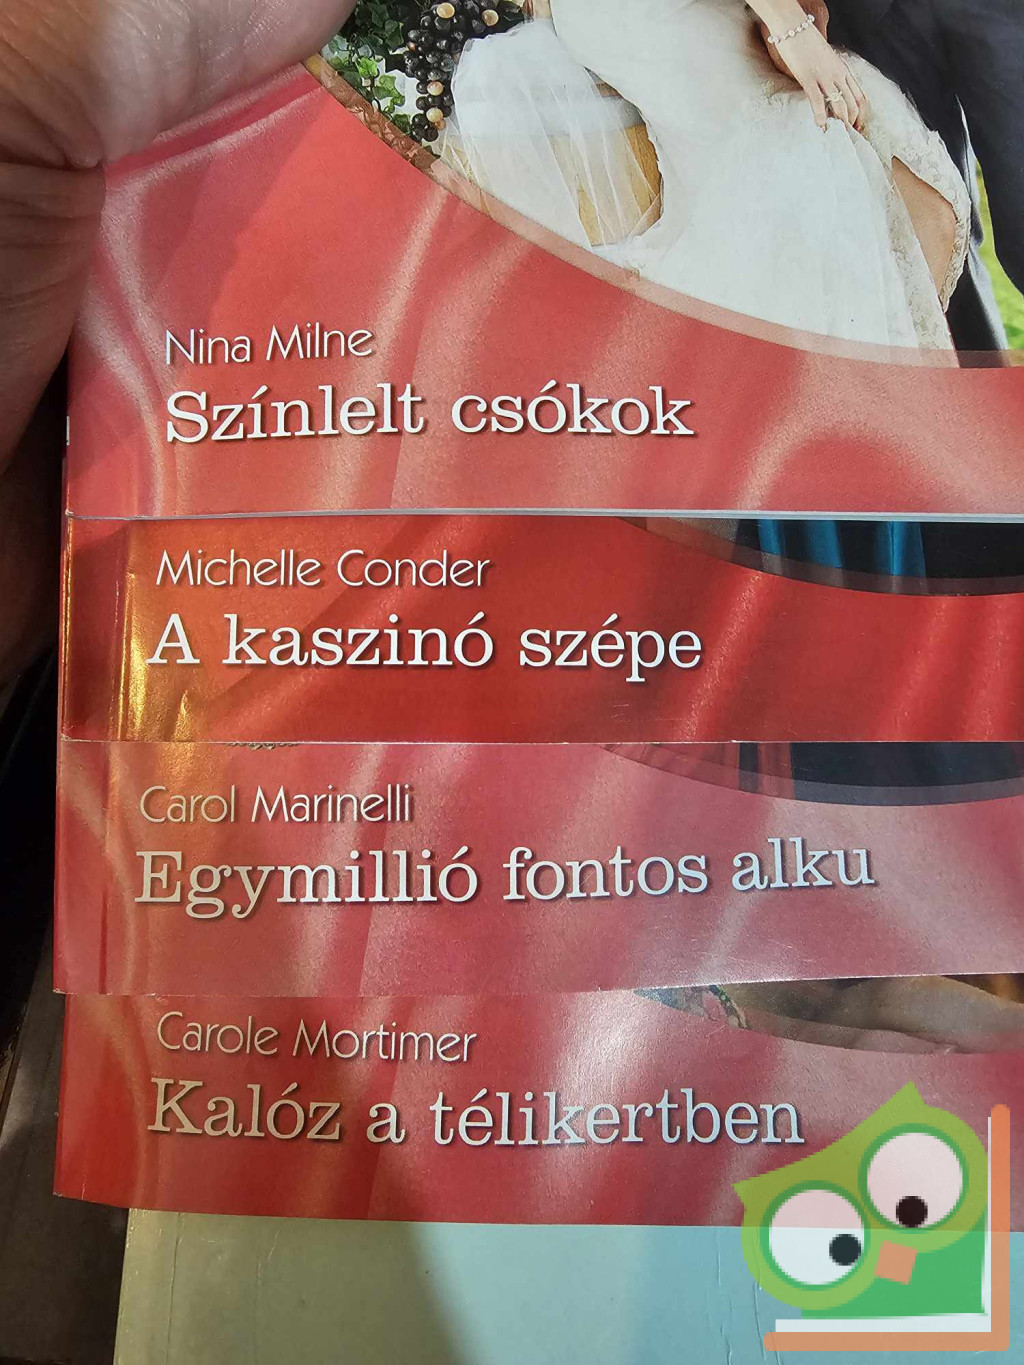 Nina Milne
Színlelt csókok
Michelle Conder
A kaszinó szépe
Carol Marinelli
Egymillió fontos alku
Carole Mortimer
Kalóz a télikertben